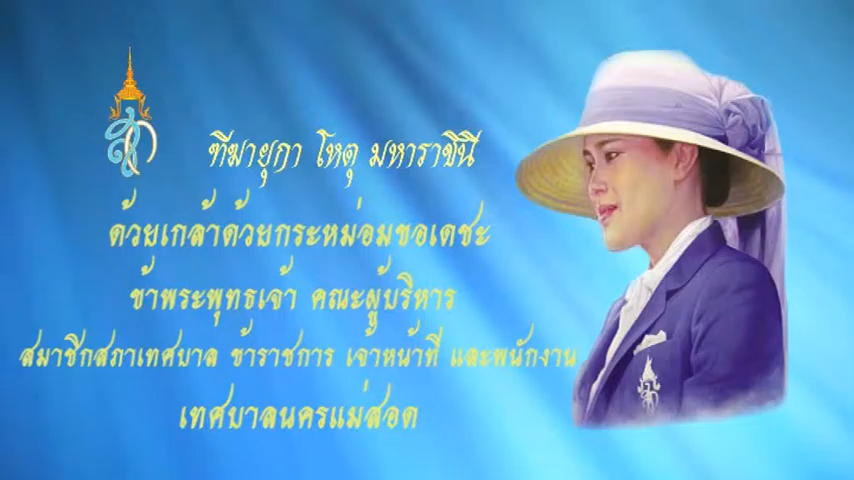 ทีฆายุกา โหตุ มหาราชินี
ด้วยเกล้าด้วยกระหม่อมขอเดชะ
ข้าพระพุทธเจ้า คณะผู้บริหาร
สมาชิกสภาเทศบาล ข้าราชการ เจ้าหน้าที่ และพนักงาน
เทศบาลนครแม่สอด